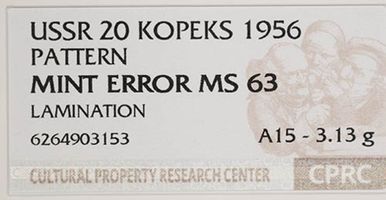 USSR 20 KOPEKS 1956
PATTERN
MINT ERROR MS 63
LAMINATION
6264903153 A15 - 3.13 g
CULTURAL PROPERTY RESEARCH CENTER CPRC